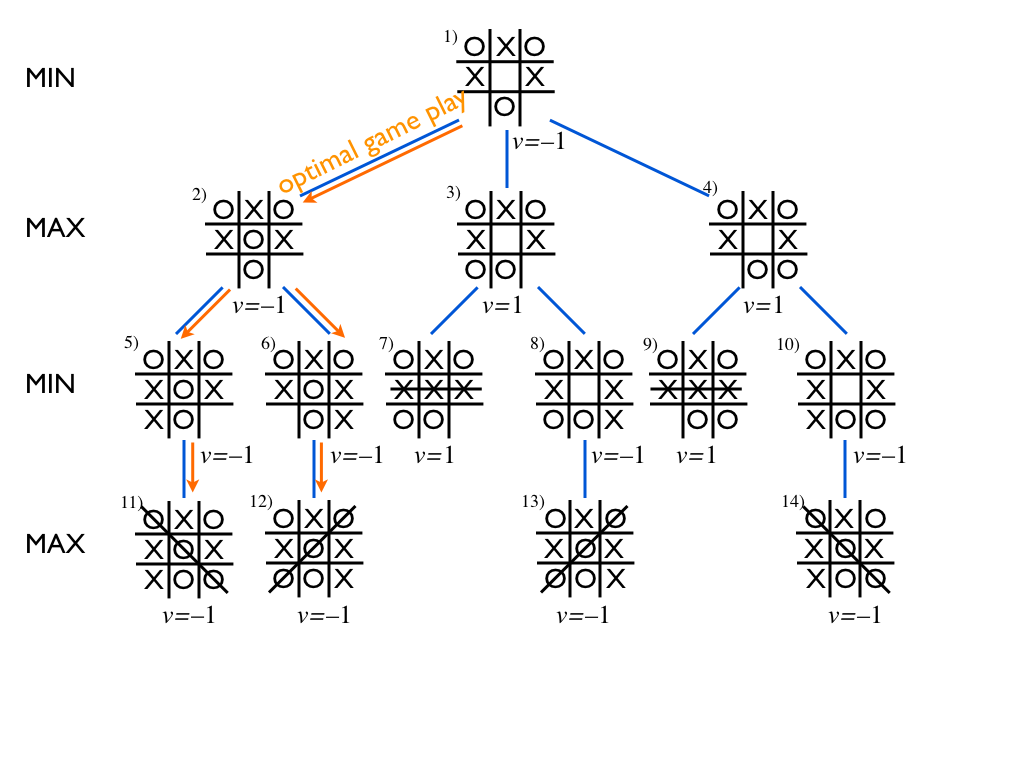 1)
O X O
MIN X X
O
optimal game play
v=–1
2) 3) 4)
O X O O X O O X O
MAX X O X X X X X
O O O O O
v=–1 v=1 v=1
5) 6) 7) 8) 9) 10)
O X O O X O O X O O X O O X O O X O
MIN X O X X O X X X X X X X X X X X
X O O X O O O O X O O X O O
v=–1 v=–1 v=1 v=–1 v=1 v=–1
11) 12) 13) 14)
O X O O X O O X O O X O
MAX X O X X O X X O X X O X
X O O O O X O O X X O O
v=–1 v=–1 v=–1 v=–1